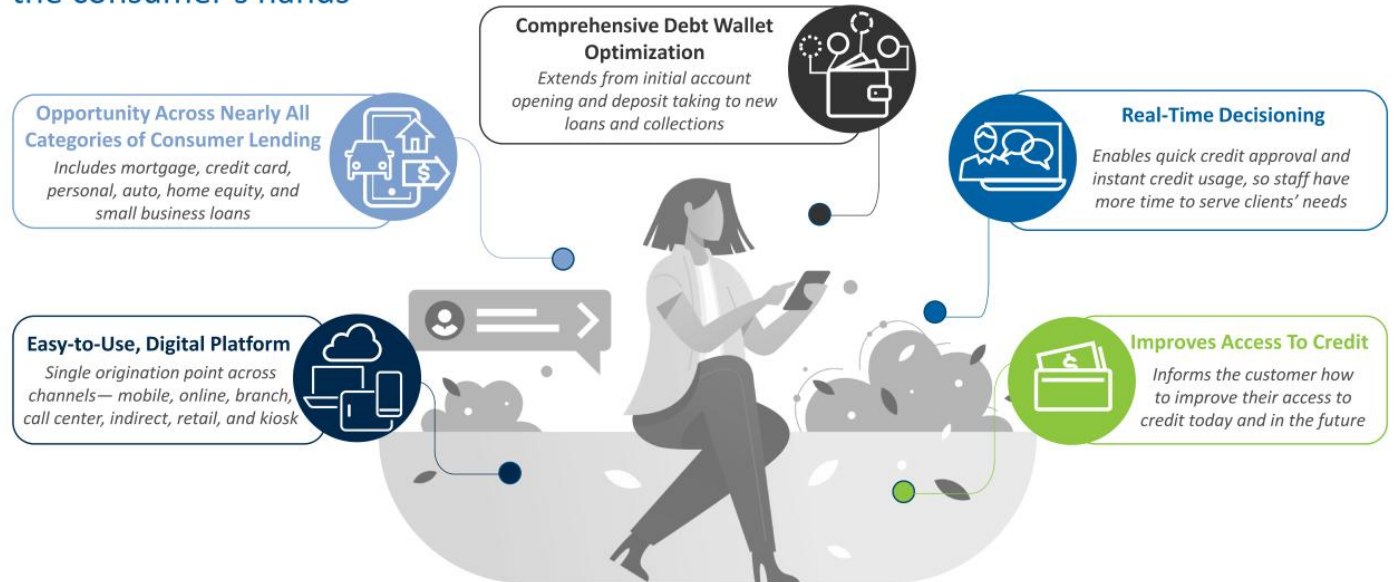 the consumer's hands
Comprehensive Debt Wallet
Optimization
Extends from initial account
opening and deposit taking to new
loans and collections
Opportunity Across Nearly All
Categories of Consumer Lending
Includes mortgage, credit card,
personal, auto, home equity, and
small business loans
Real-Time Decisioning
Enables quick credit approval and
instant credit usage, so staff have
more time to serve clients' needs
Easy-to-Use, Digital Platform
Single origination point across
channels— mobile, online, branch,
call center, indirect, retail, and kiosk
Improves Access To Credit
Informs the customer how
to improve their access to
credit today and in the future
$
$